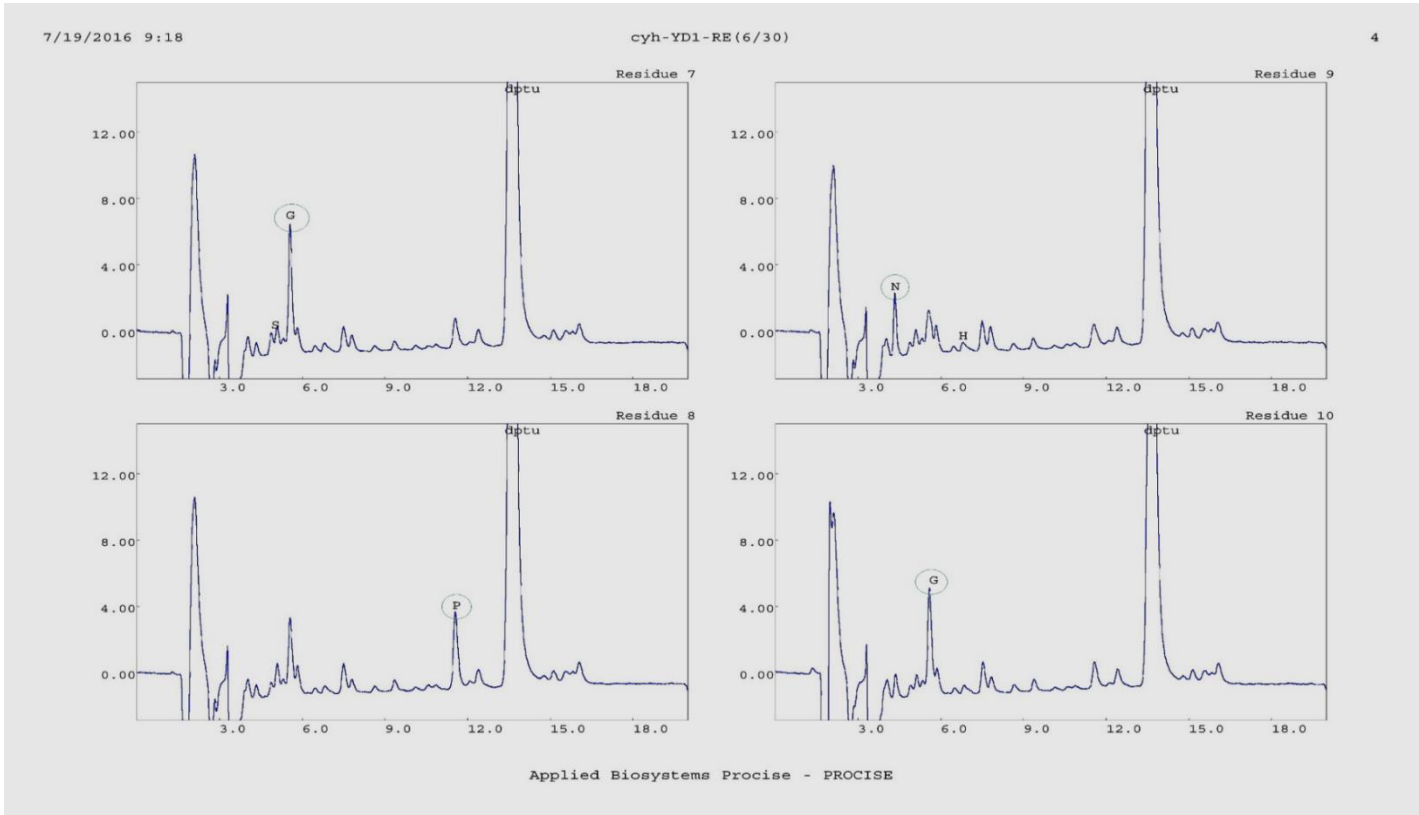 7/19/2016 9:18 cyh-YD1-RE(6/30) 4
Residue 7
dptu
12.00
8.00
G
4.00
S
0.00
3.0 6.0 9.0 12.0 15.0 18.0
Residue 9
dptu
12.00
8.00
4.00
N
H
0.00
3.0 6.0 9.0 12.0 15.0 18.0
Residue 8
dptu
12.00
8.00
4.00
P
0.00
3.0 6.0 9.0 12.0 15.0 18.0
Residue 10
dptu
12.00
8.00
G
4.00
0.00
3.0 6.0 9.0 12.0 15.0 18.0
Applied Biosystems Procise - PROCISE